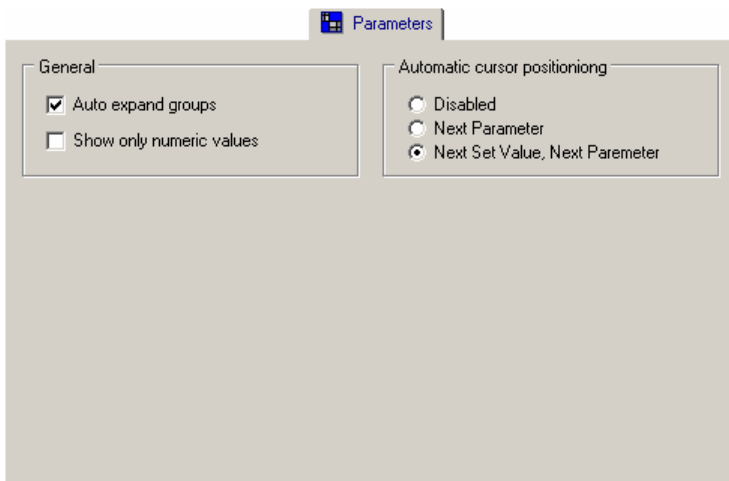 Parameters
General
Auto expand groups
Show only numeric values
Automatic cursor positioniong
Disabled
Next Parameter
Next Set Value, Next Paremeter